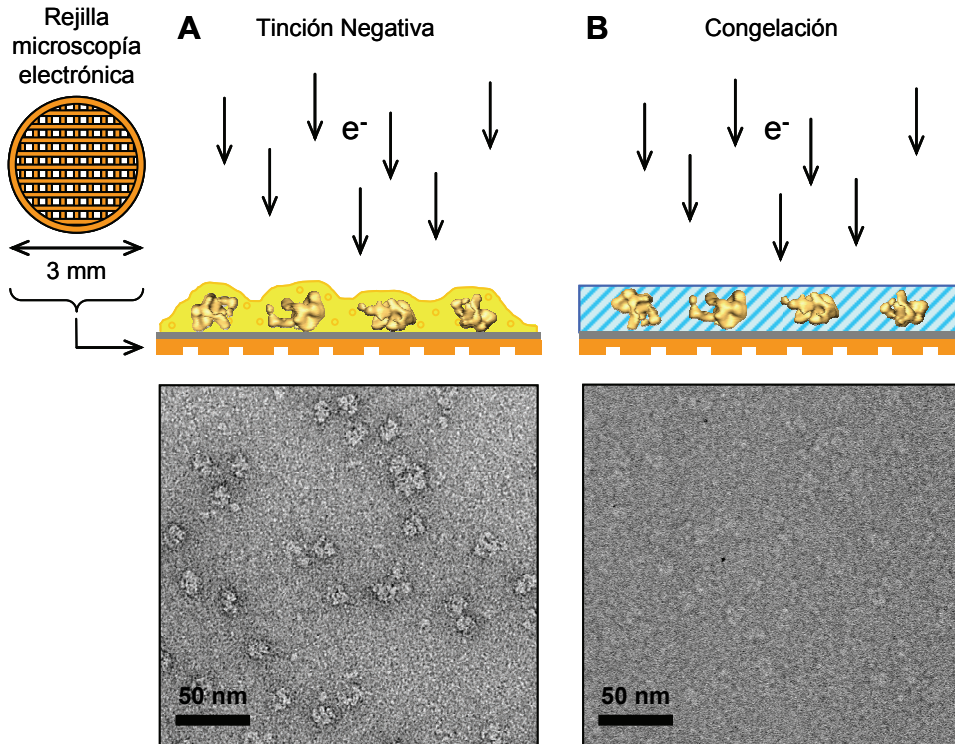 Rejilla
microscopía
electrónica
3 mm
A
Tinción Negativa
e-
50 nm
B
Congelación
e-
50 nm